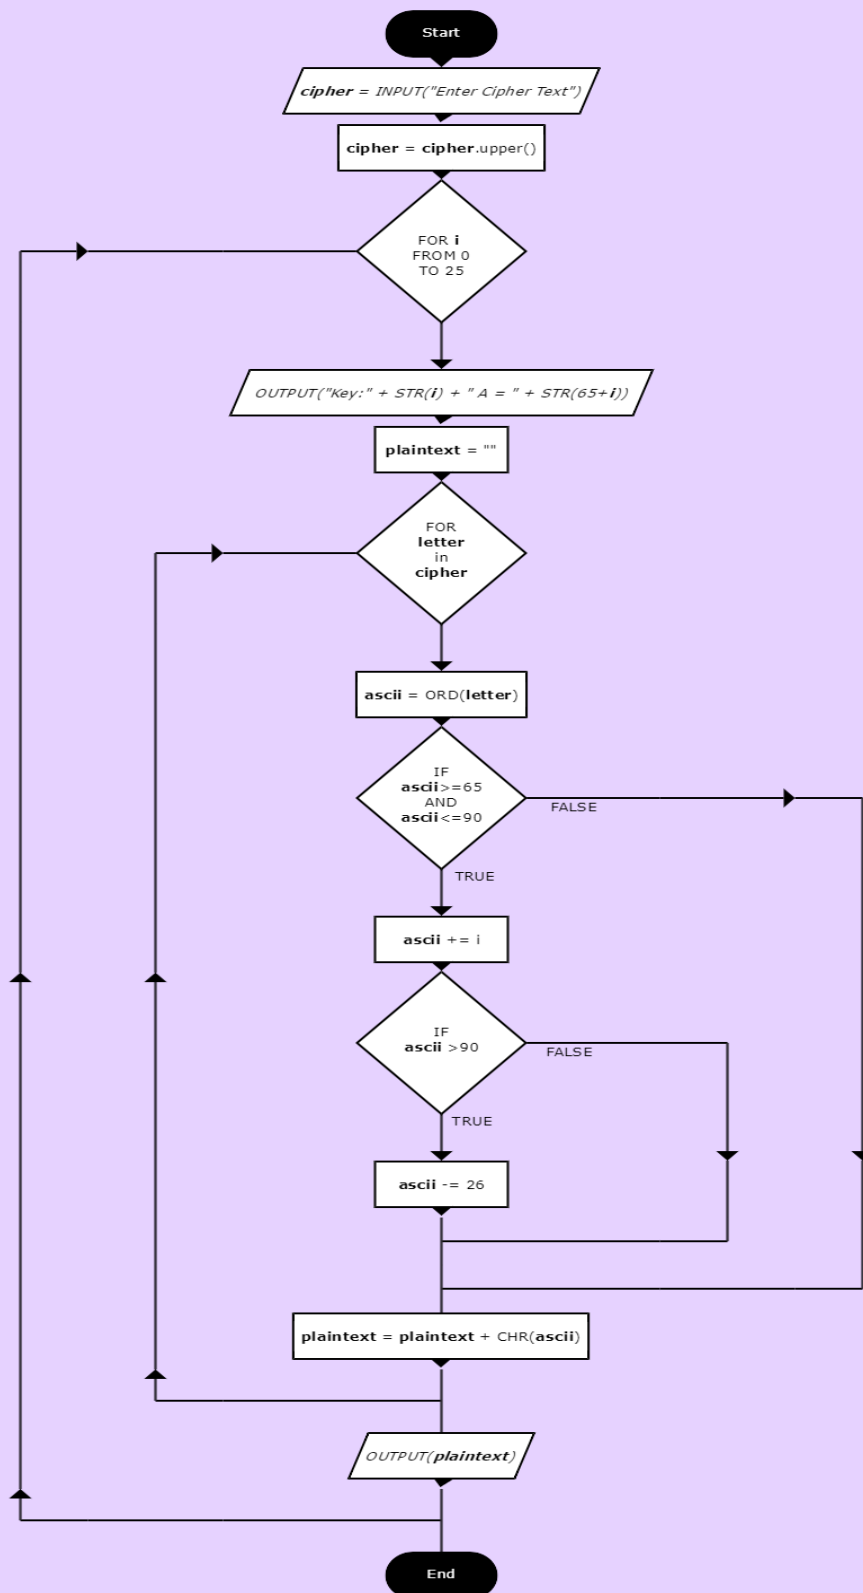 Start
cipher = INPUT("Enter Cipher Text")
cipher = cipher.upper()
FOR i
FROM 0
TO 25
OUTPUT("Key:" + STR(i) + " A = " + STR(65+i))
plaintext = ""
FOR
letter
in
cipher
ascii = ORD(letter)
IF
ascii>=65
AND
ascii<=90
FALSE
TRUE
ascii += i
IF
ascii >90
FALSE
TRUE
ascii -= 26
plaintext = plaintext + CHR(ascii)
OUTPUT(plaintext)
End